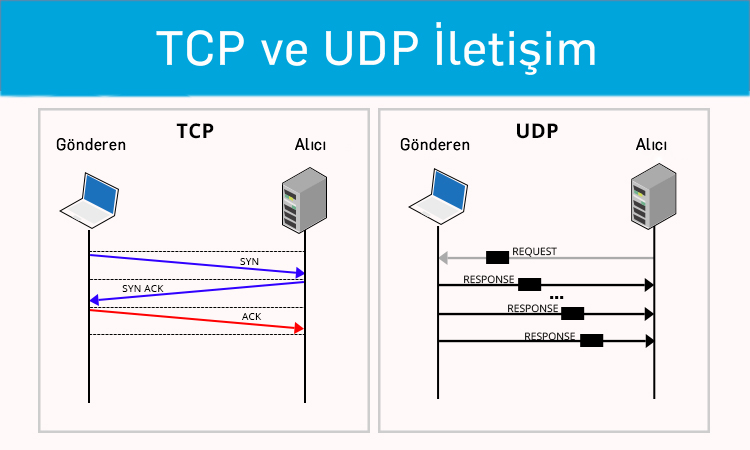 TCP ve UDP İletişim
TCP
Gönderen
Alıcı
SYN
SYN ACK
ACK
UDP
Gönderen
Alıcı
REQUEST
RESPONSE
...
RESPONSE
RESPONSE